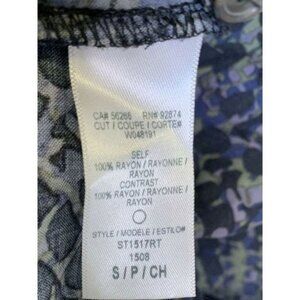 CA# 56286 RN# 92874
CUT / COUPE / CORTE#
W048191
SELF
100% RAYON / RAYONNE /
RAYON
CONTRAST
100% RAYON / RAYONNE /
RAYON
STYLE / MODELE / ESTILO#
ST1517RT
1508
S / P / CH